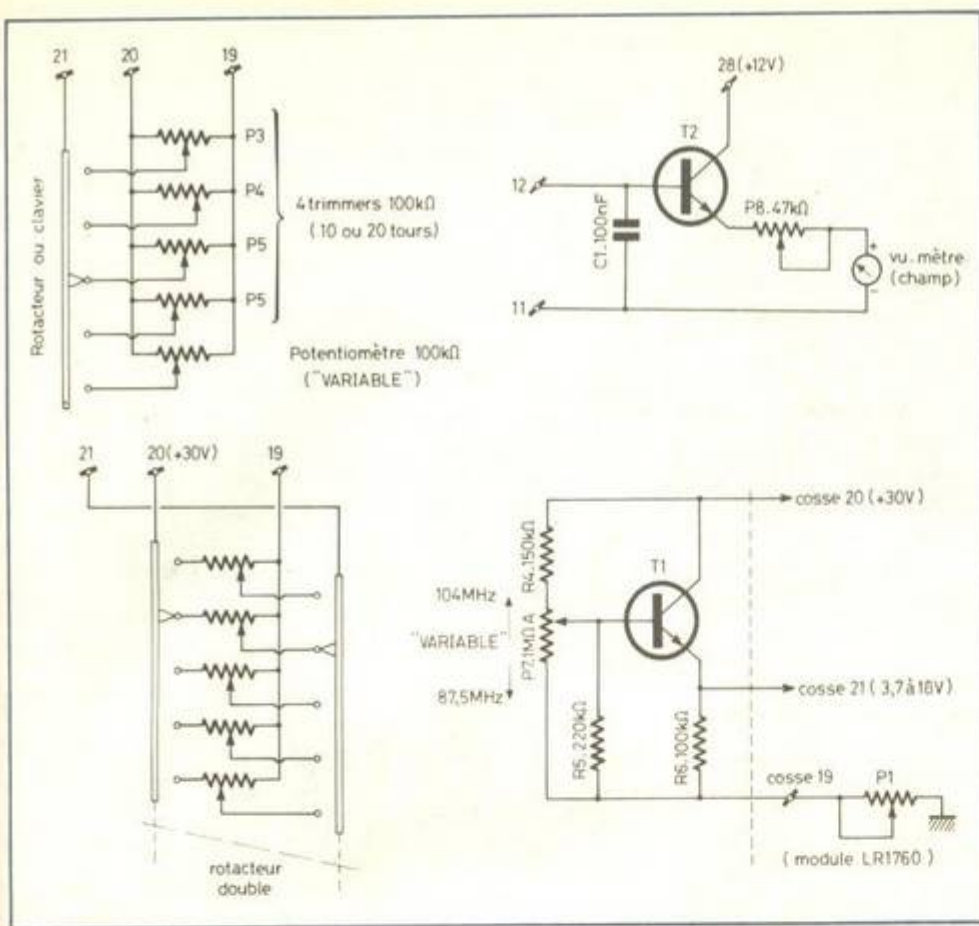 21
20
19
Rotacteur ou clavier
P3
P4
P5
P5
4 trimmers 100kΩ
(10 ou 20 tours)
Potentiomètre 100kΩ
("VARIABLE")
28(+12V)
T2
12
C1.100nF
P8.47kΩ
+
vu.mètre
(champ)
-
11
21
20(+30V)
19
rotacteur
double
R4.150kΩ
cosse 20 (+30V)
T1
104MHz
"VARIABLE"
P7.1MΩ A
87,5MHz
cosse 21 ( 3,7 à 18V)
R5.220kΩ
R6.100kΩ
cosse 19
P1
( module LR1760 )